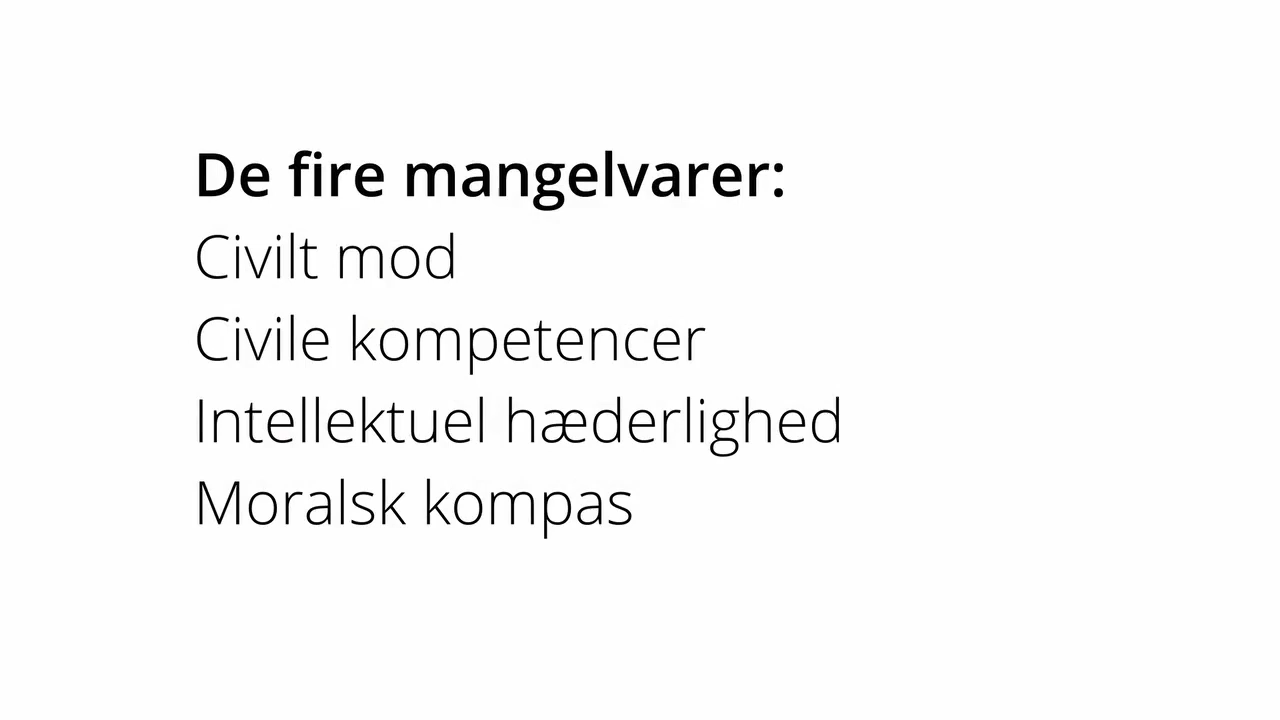 De fire mangelvarer:
Civilt mod
Civile kompetencer
Intellektuel hæderlighed
Moralsk kompas